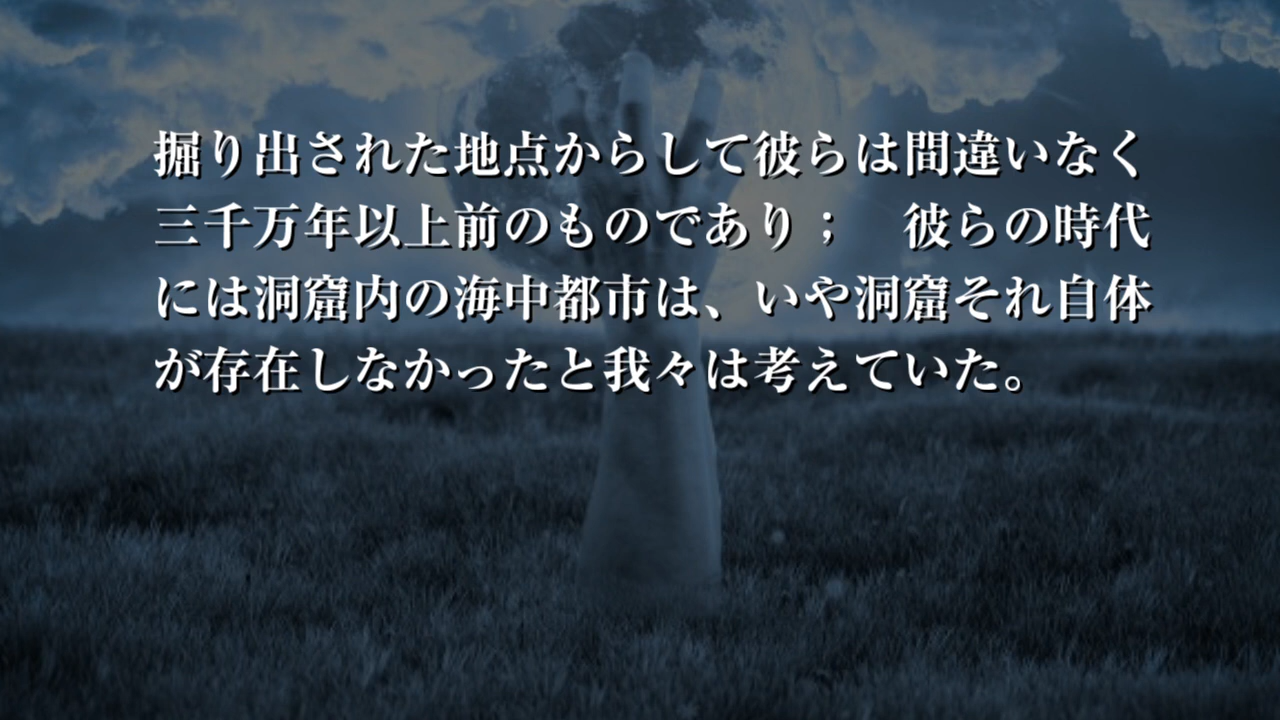 掘り出された地点からして彼らは間違いなく
三千万年以上前のものであり；　彼らの時代
には洞窟内の海中都市は、いや洞窟それ自体
が存在しなかったと我々は考えていた。